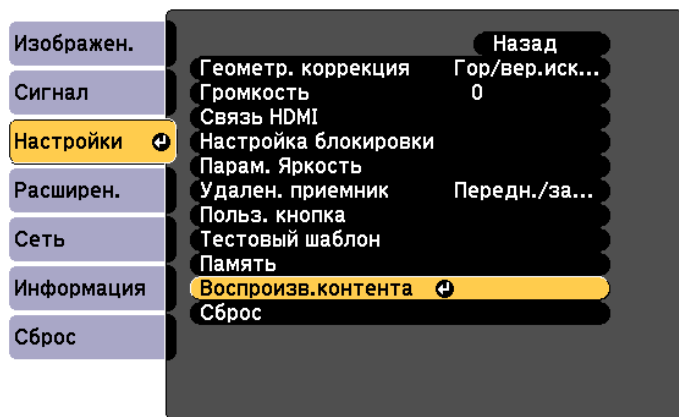 Изображен.
Сигнал
Настройки
Расширен.
Сеть
Информация
Сброс
Назад
Геометр. коррекция Гор/вер.иск...
Громкость 0
Связь HDMI
Настройка блокировки
Парам. Яркость
Удален. приемник Передн./за...
Польз. кнопка
Тестовый шаблон
Память
Воспроизв.контента
Сброс